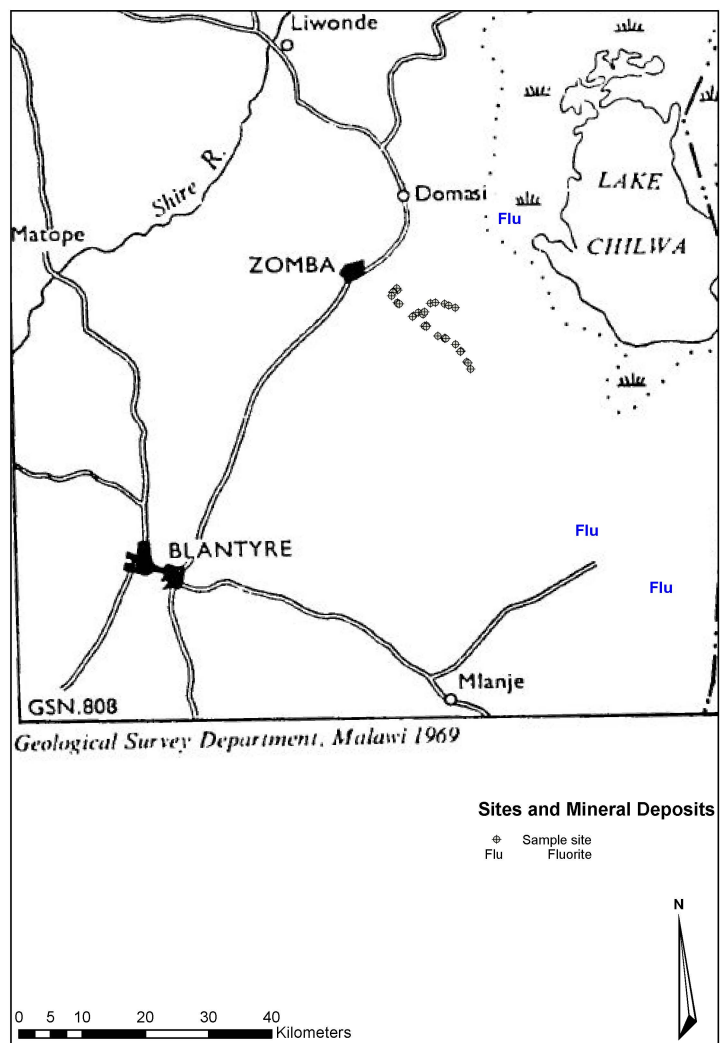 Liwonde
Shire R.
Domasi
Flu
LAKE
CHILWA
Matope
ZOMBA
Flu
BLANTYRE
Flu
Mlanje
GSN.808
Geological Survey Department, Malawi 1969
Sites and Mineral Deposits
Sample site
Flu Fluorite
N
0 5 10 20 30 40
Kilometers